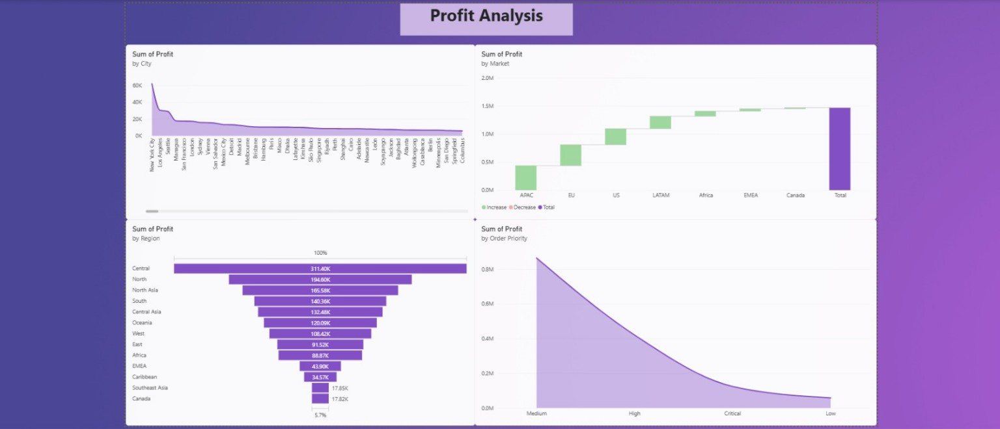 Profit Analysis
Sum of Profit
by City
60K
40K
20K
0K
New York City
Los Angeles
Seattle
Managua
San Francisco
London
Sydney
Vienna
San Salvador
Mexico City
Detroit
Madrid
Melbourne
Brisbane
Hamburg
Paris
Mixco
Dhaka
Lafayette
Kinshasa
São Paulo
Singapore
Riyadh
Perth
Shanghai
Cairo
Adelaide
Newcastle
León
Soyapango
Jackson
Baghdad
Atlanta
Wollongong
Casablanca
Berlin
Minneapolis
San Diego
Springfield
Columbus
Sum of Profit
by Market
2.0M
1.5M
1.0M
0.5M
0.0M
APAC EU US LATAM Africa EMEA Canada Total
Increase Decrease Total
Sum of Profit
by Region
100%
Central 311.40K
North 194.60K
North Asia 165.58K
South 140.36K
Central Asia 132.48K
Oceania 120.09K
West 108.42K
East 91.52K
Africa 88.87K
EMEA 43.90K
Caribbean 34.57K
Southeast Asia 17.85K
Canada 17.82K
5.7%
Sum of Profit
by Order Priority
0.8M
0.6M
0.4M
0.2M
0.0M
Medium High Critical Low